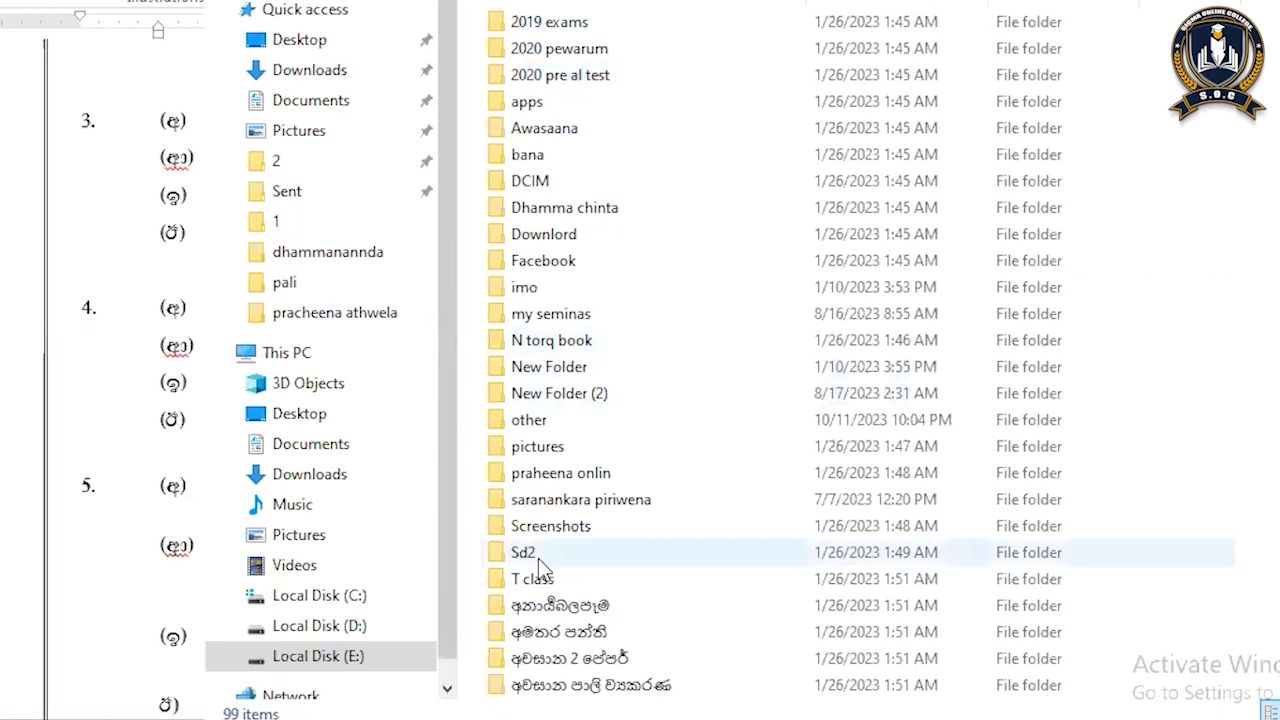 3.
(අ)
(ආ)
(ඉ)
(ඊ)
4.
(අ)
(ආ)
(ඉ)
(ඊ)
5.
(අ)
(ආ)
(ඉ)
ඊ)
Quick access
Desktop
Downloads
Documents
Pictures
2
Sent
1
dhammanannda
pali
pracheena athwela
This PC
3D Objects
Desktop
Documents
Downloads
Music
Pictures
Videos
Local Disk (C:)
Local Disk (D:)
Local Disk (E:)
Network
99 items
2019 exams 1/26/2023 1:45 AM File folder
2020 pewarum 1/26/2023 1:45 AM File folder
2020 pre al test 1/26/2023 1:45 AM File folder
apps 1/26/2023 1:45 AM File folder
Awasaana 1/26/2023 1:45 AM File folder
bana 1/26/2023 1:45 AM File folder
DCIM 1/26/2023 1:45 AM File folder
Dhamma chinta 1/26/2023 1:45 AM File folder
Downlord 1/26/2023 1:45 AM File folder
Facebook 1/26/2023 1:45 AM File folder
imo 1/10/2023 3:53 PM File folder
my seminas 8/16/2023 8:55 AM File folder
N torq book 1/26/2023 1:46 AM File folder
New Folder 1/10/2023 3:55 PM File folder
New Folder (2) 8/17/2023 2:31 AM File folder
other 10/11/2023 10:04 PM File folder
pictures 1/26/2023 1:47 AM File folder
praheena onlin 1/26/2023 1:48 AM File folder
saranankara piriwena 7/7/2023 12:20 PM File folder
Screenshots 1/26/2023 1:48 AM File folder
Sd2 1/26/2023 1:49 AM File folder
T class 1/26/2023 1:51 AM File folder
1/26/2023 1:51 AM File folder
අමතර පන්ති 1/26/2023 1:51 AM File folder
අවසාන 2 පේපර් 1/26/2023 1:51 AM File folder
අවසාන පාලි ව්‍යකරණ 1/26/2023 1:51 AM File folder
SIGMA ONLINE COLLEGE
S.O.C
Activate Wind
Go to Settings to